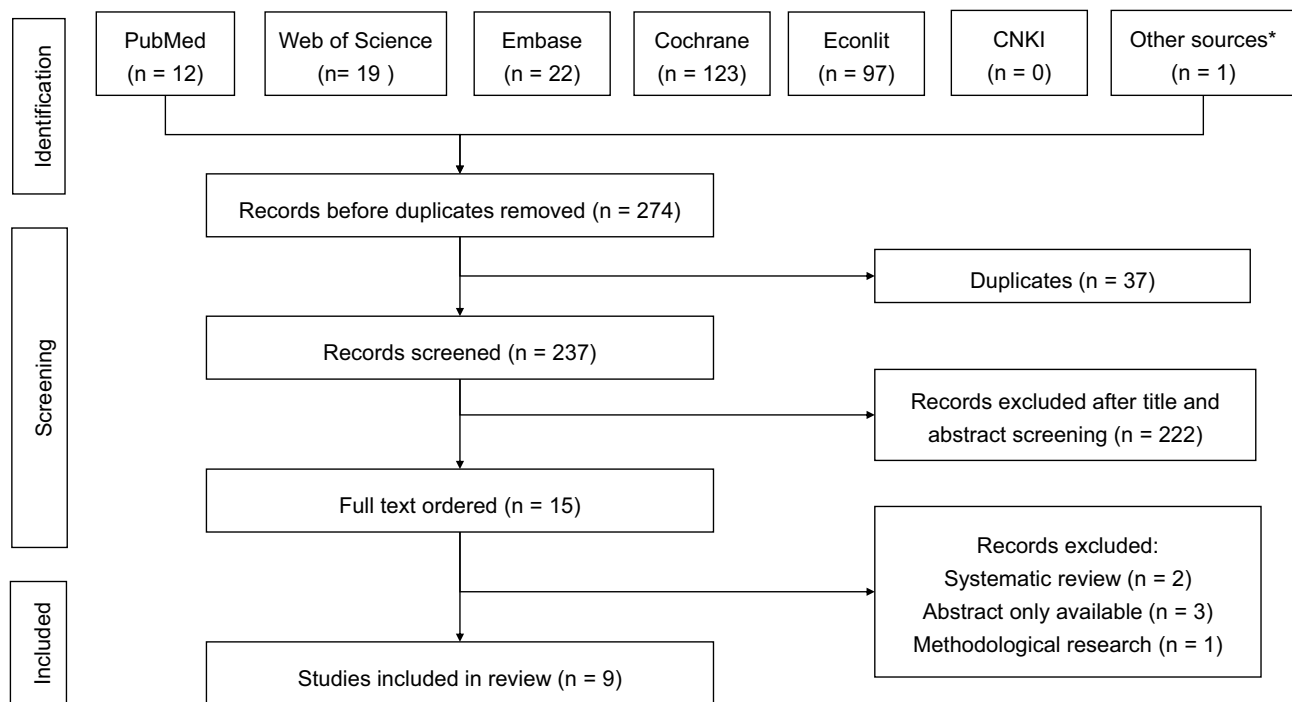 Identification
PubMed
(n = 12)
Web of Science
(n= 19 )
Embase
(n = 22)
Cochrane
(n = 123)
Econlit
(n = 97)
CNKI
(n = 0)
Other sources*
(n = 1)
Records before duplicates removed (n = 274)
Screening
Duplicates (n = 37)
Records screened (n = 237)
Records excluded after title and
abstract screening (n = 222)
Full text ordered (n = 15)
Records excluded:
Systematic review (n = 2)
Abstract only available (n = 3)
Methodological research (n = 1)
Included
Studies included in review (n = 9)